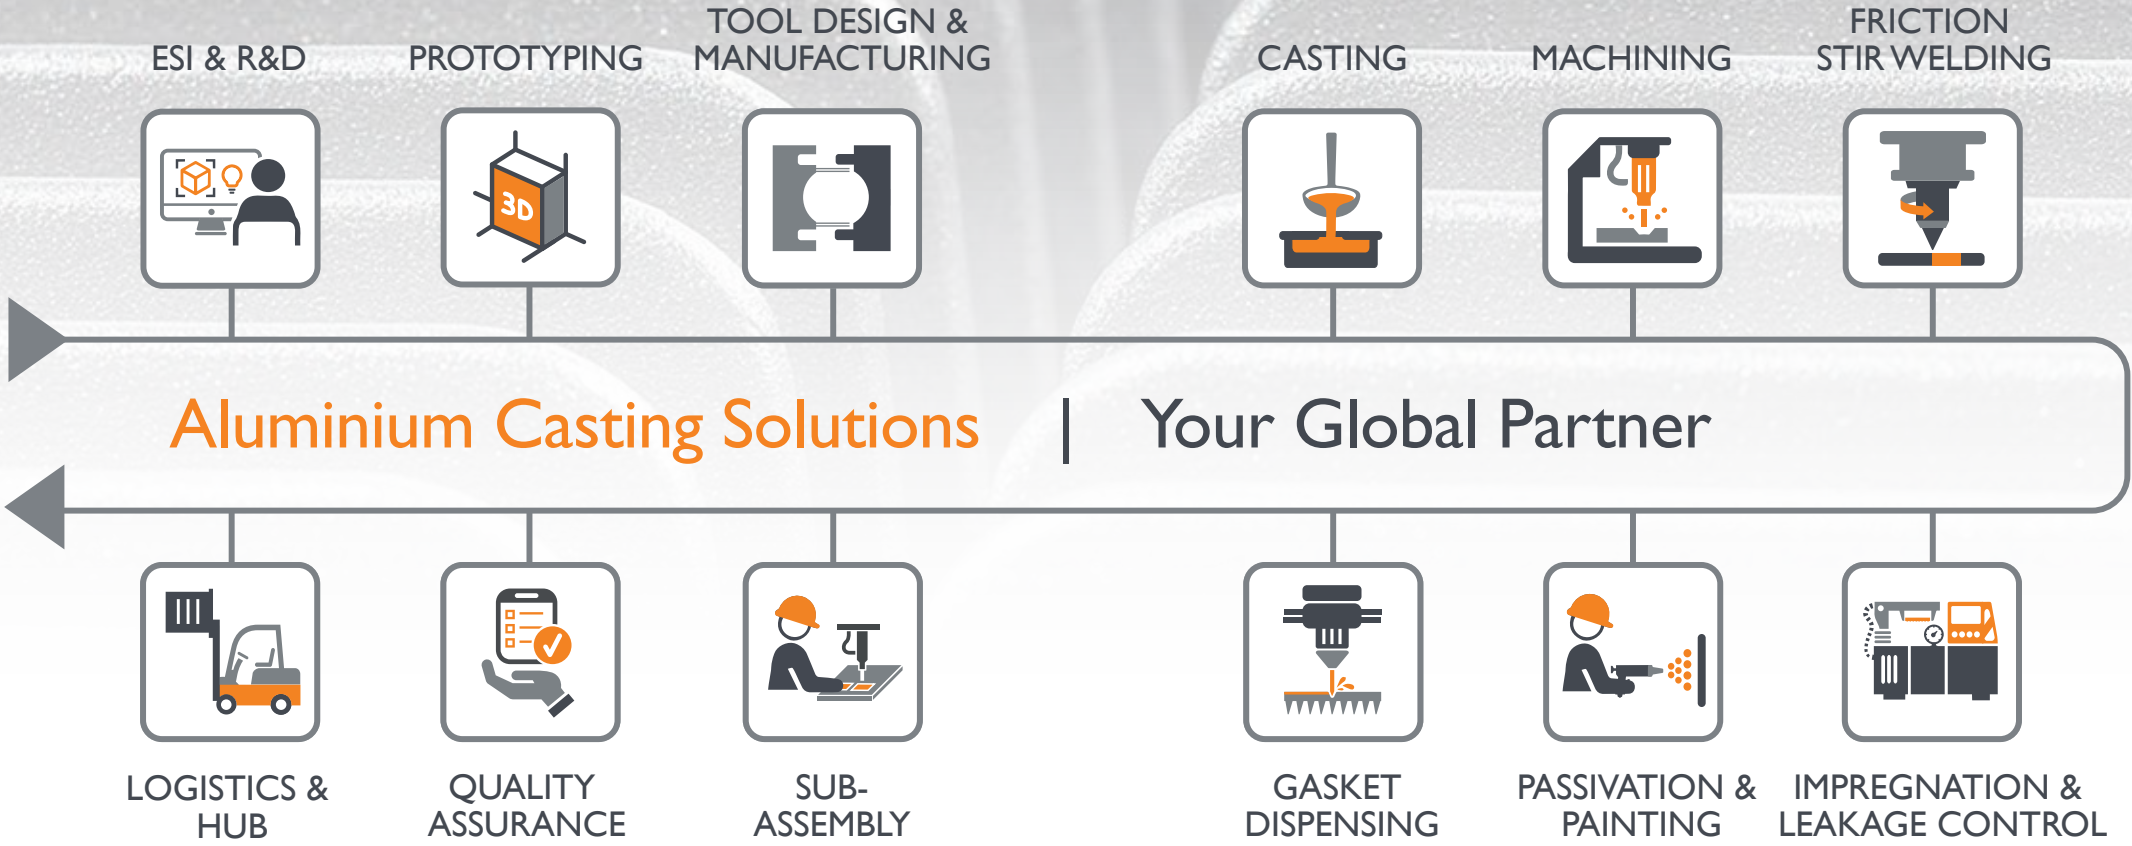 ESI & R&D
PROTOTYPING
TOOL DESIGN &
MANUFACTURING
CASTING
MACHINING
FRICTION
STIR WELDING
3D
Aluminium Casting Solutions | Your Global Partner
LOGISTICS &
HUB
QUALITY
ASSURANCE
SUB-
ASSEMBLY
GASKET
DISPENSING
PASSIVATION &
PAINTING
IMPREGNATION &
LEAKAGE CONTROL